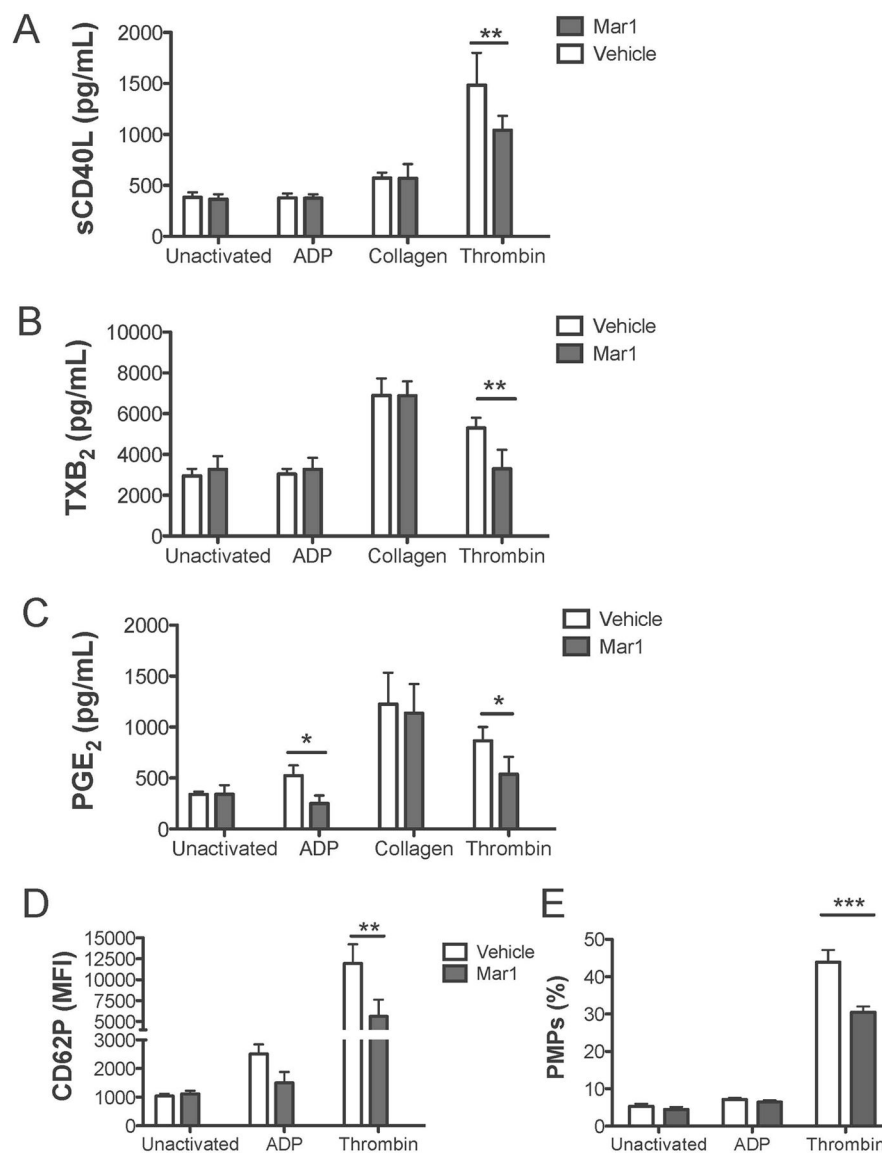 A
sCD40L (pg/mL)
2000
1500
1000
500
0
**
Mar1
Vehicle
Unactivated ADP Collagen Thrombin
B
TXB2 (pg/mL)
10000
8000
6000
4000
2000
0
**
Vehicle
Mar1
Unactivated ADP Collagen Thrombin
C
PGE2 (pg/mL)
2000
1500
1000
500
0
*
*
Vehicle
Mar1
Unactivated ADP Collagen Thrombin
D
CD62P (MFI)
15000
12500
10000
7500
5000
3000
2000
1000
0
**
Vehicle
Mar1
Unactivated ADP Thrombin
E
PMPs (%)
50
40
30
20
10
0
***
Unactivated ADP Thrombin